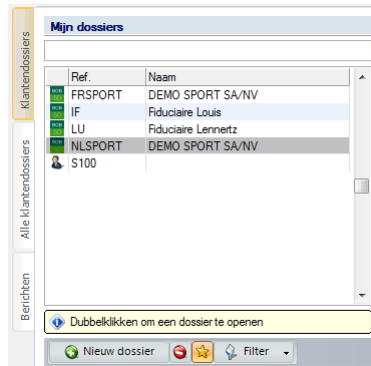 Klantendossiers
Alle klantendossiers
Berichten
Mijn dossiers
Ref. Naam
FRSPORT DEMO SPORT SA/NV
IF Fiduciaire Louis
LU Fiduciaire Lennertz
NLSPORT DEMO SPORT SA/NV
S100
Dubbelklikken om een dossier te openen
Nieuw dossier Filter